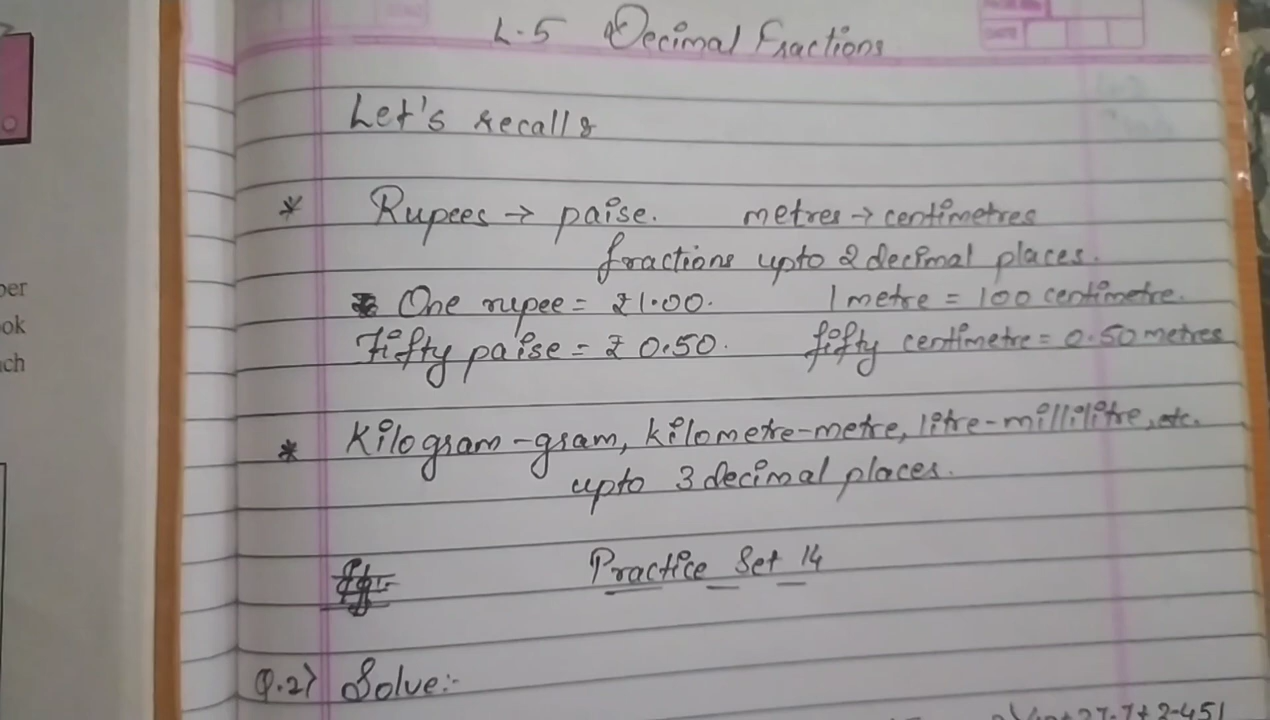 L.5 Decimal Fractions
Let's recall :
* Rupees → paise. metres → centimetres
fractions upto 2 decimal places.
One rupee = ₹1.00. 1 metre = 100 centimetre.
Fifty paise = ₹ 0.50. fifty centimetre = 0.50 metres
* Kilogram-gram, kilometre-metre, litre-millilitre, etc.
upto 3 decimal places.
Practice Set 14
Q.2) Solve:-
ok